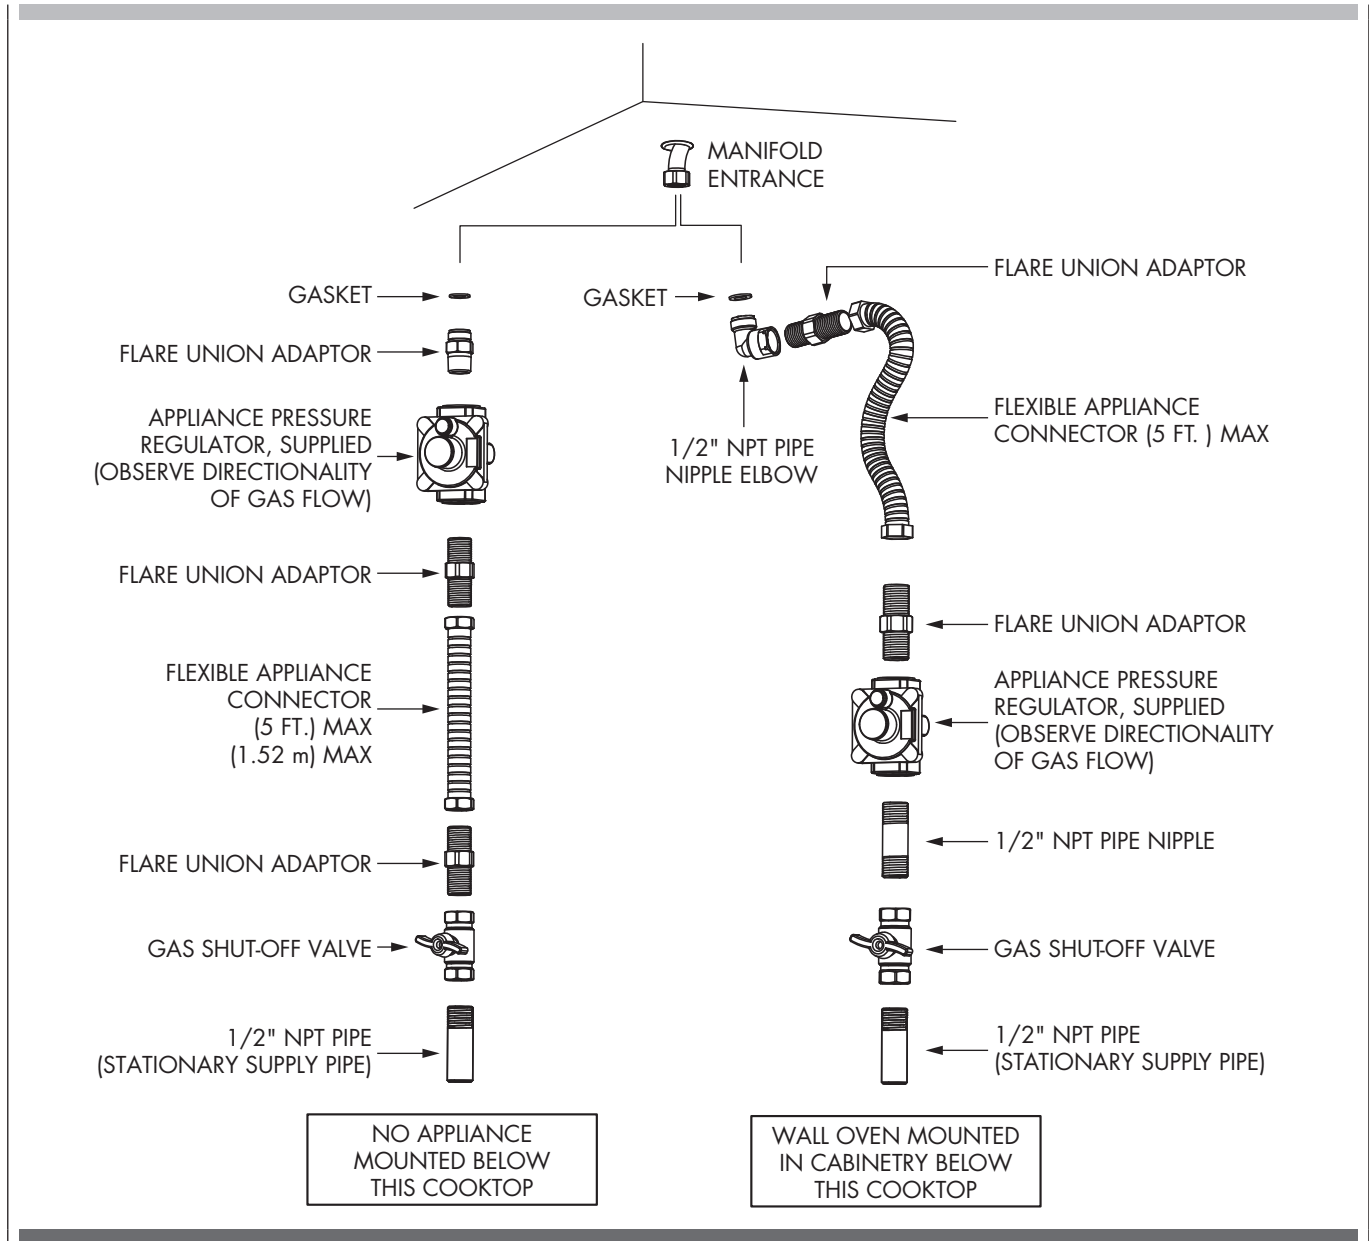 MANIFOLD
ENTRANCE
GASKET
FLARE UNION ADAPTOR
APPLIANCE PRESSURE
REGULATOR, SUPPLIED
(OBSERVE DIRECTIONALITY
OF GAS FLOW)
FLARE UNION ADAPTOR
FLEXIBLE APPLIANCE
CONNECTOR
(5 FT.) MAX
(1.52 m) MAX
FLARE UNION ADAPTOR
GAS SHUT-OFF VALVE
1/2" NPT PIPE
(STATIONARY SUPPLY PIPE)
NO APPLIANCE
MOUNTED BELOW
THIS COOKTOP
GASKET
FLARE UNION ADAPTOR
1/2" NPT PIPE
NIPPLE ELBOW
FLEXIBLE APPLIANCE
CONNECTOR (5 FT. ) MAX
FLARE UNION ADAPTOR
APPLIANCE PRESSURE
REGULATOR, SUPPLIED
(OBSERVE DIRECTIONALITY
OF GAS FLOW)
1/2" NPT PIPE NIPPLE
GAS SHUT-OFF VALVE
1/2" NPT PIPE
(STATIONARY SUPPLY PIPE)
WALL OVEN MOUNTED
IN CABINETRY BELOW
THIS COOKTOP